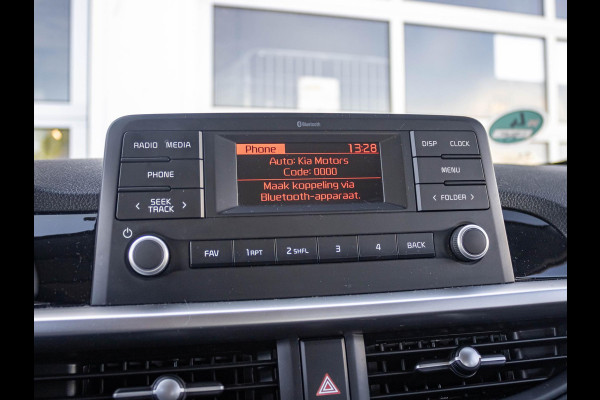 Bluetooth
RADIO MEDIA
PHONE
< SEEK TRACK >
Phone 13:28
Auto: Kia Motors
Code: 0000
Maak koppeling via
Bluetooth-apparaat.
DISP CLOCK
MENU
< FOLDER >
FAV 1 RPT 2 SHFL 3 4 BACK